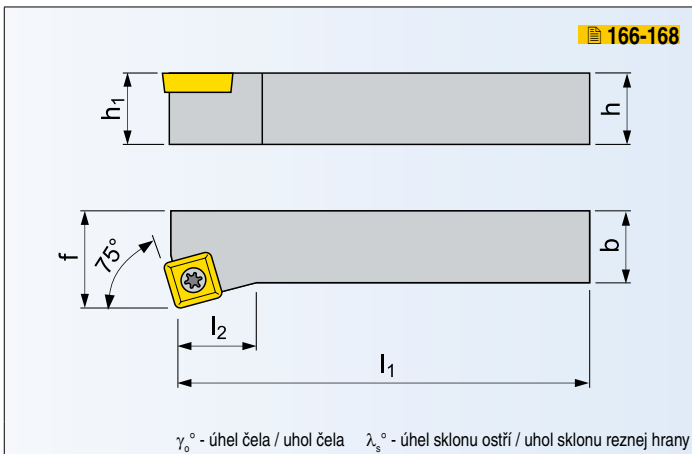 166-168
h1
h
f
75°
b
l2
l1
γo° - úhel čela / uhol čela λs° - úhel sklonu ostří / uhol sklonu reznej hrany